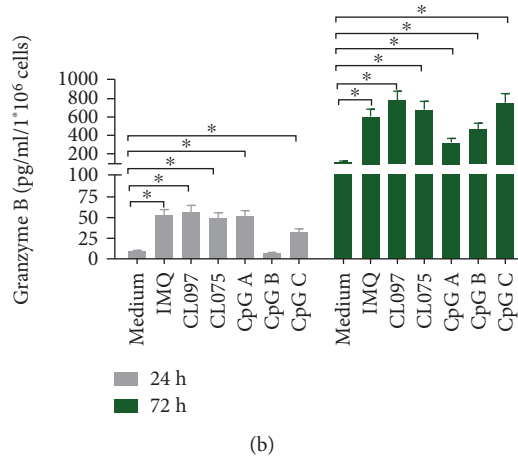 Granzyme B (pg/ml/1*10⁶ cells)
1000
800
600
400
200
100
75
50
25
0
* * * * *
* * * * * *
Medium
IMQ
CL097
CL075
CpG A
CpG B
CpG C
Medium
IMQ
CL097
CL075
CpG A
CpG B
CpG C
24 h
72 h
(b)